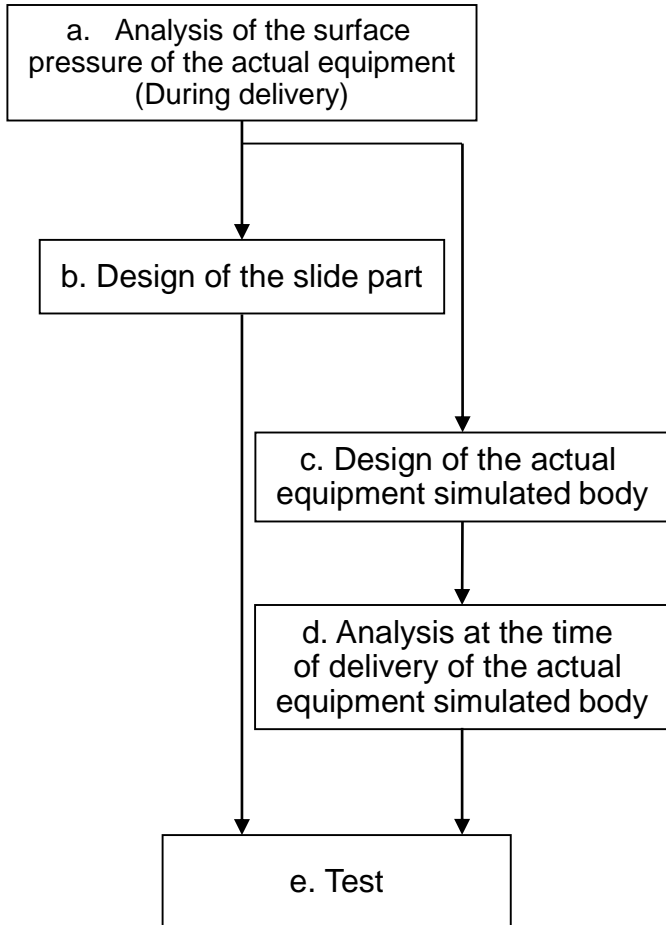 a. Analysis of the surface
pressure of the actual equipment
(During delivery)
b. Design of the slide part
c. Design of the actual
equipment simulated body
d. Analysis at the time
of delivery of the actual
equipment simulated body
e. Test